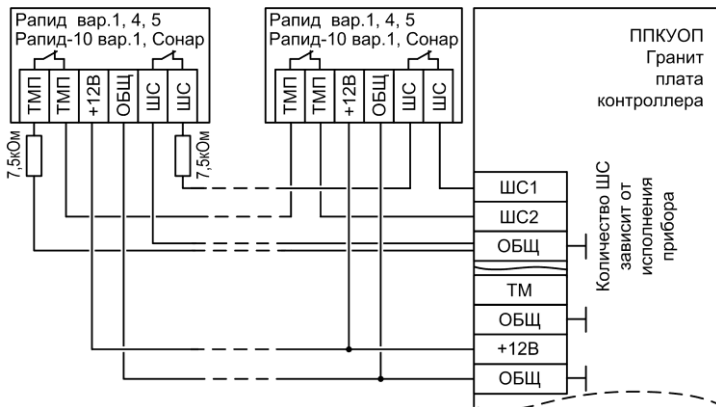 Рапид вар.1, 4, 5
Рапид-10 вар.1, Сонар
ТМП
ТМП
+12В
ОБЩ
ШС
ШС
7,5кОм
7,5кОм
Рапид вар.1, 4, 5
Рапид-10 вар.1, Сонар
ТМП
ТМП
+12В
ОБЩ
ШС
ШС
ППКУОП
Гранит
плата
контроллера
ШС1
ШС2
ОБЩ
ТМ
ОБЩ
+12В
ОБЩ
Количество ШС
зависит от
исполнения
прибора